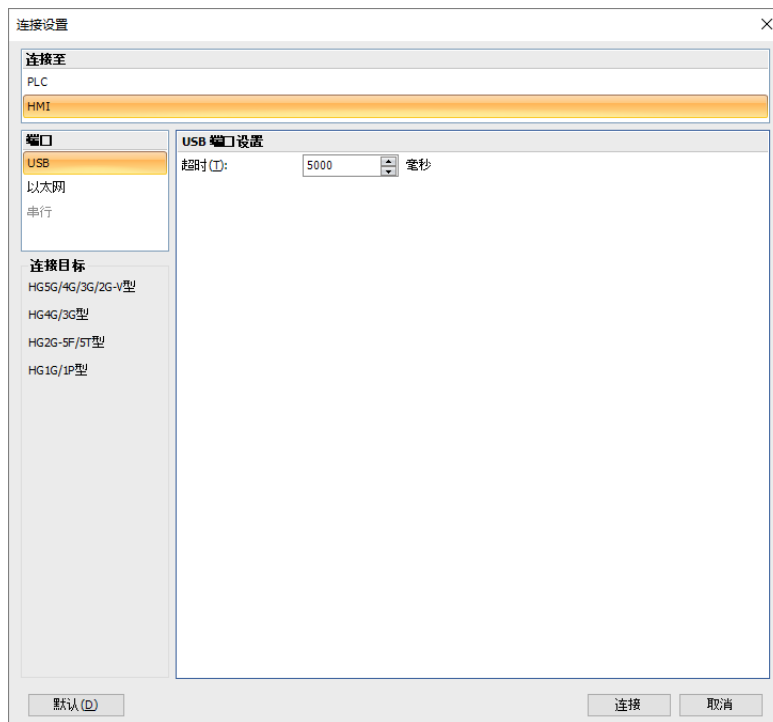 连接设置
连接至
PLC
HMI
端口
USB
以太网
串行
USB 端口设置
超时(T): 5000 毫秒
连接目标
HG5G/4G/3G/2G-V型
HG4G/3G型
HG2G-5F/5T型
HG1G/1P型
默认(D) 连接 取消